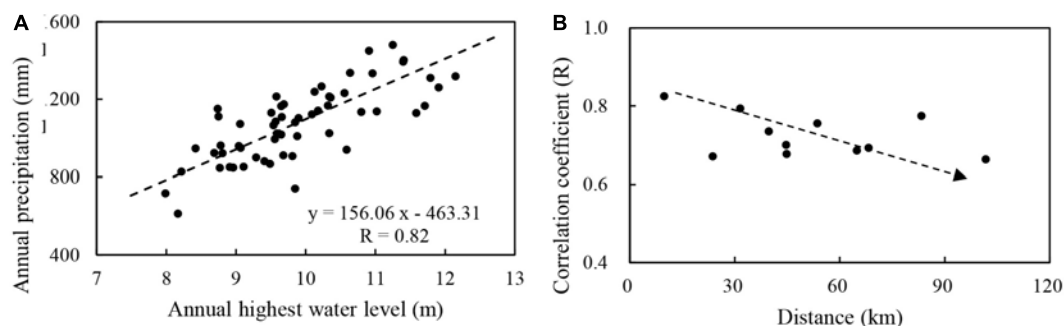 A
1600
1200
800
400
Annual precipitation (mm)
y = 156.06 x - 463.31
R = 0.82
7 8 9 10 11 12 13
Annual highest water level (m)
B
1.0
0.8
0.6
0.4
Correlation coefficient (R)
0 30 60 90 120
Distance (km)